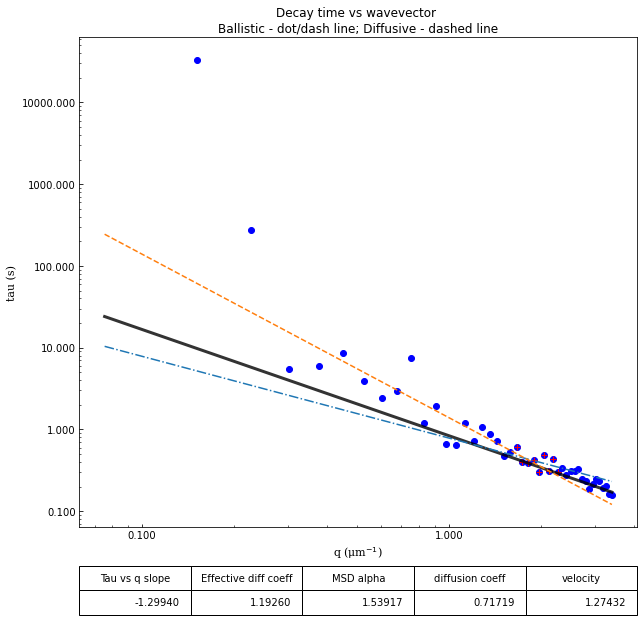 Decay time vs wavevector
Ballistic - dot/dash line; Diffusive - dashed line
10000.000
1000.000
100.000
10.000
1.000
0.100
tau (s)
0.100 1.000
q (μm⁻¹)
Tau vs q slope Effective diff coeff MSD alpha diffusion coeff velocity
-1.29940 1.19260 1.53917 0.71719 1.27432